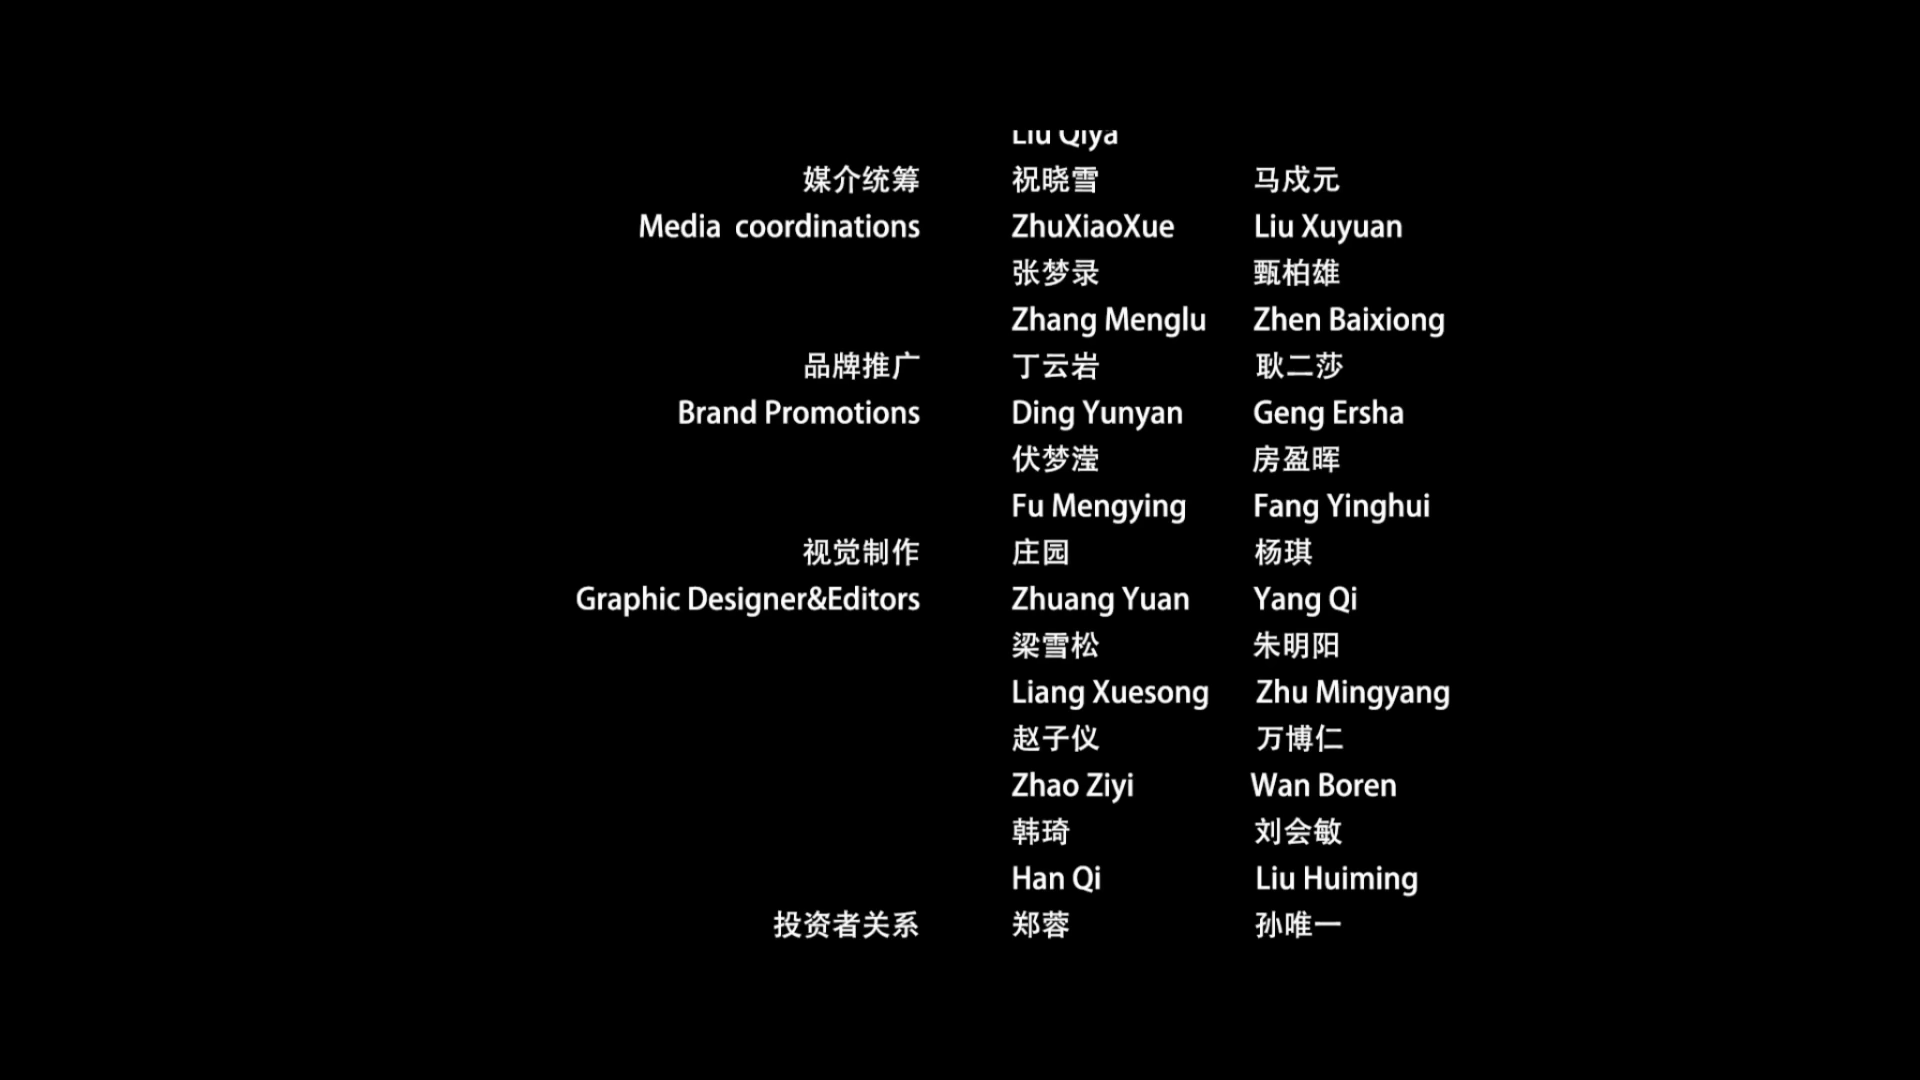 Liu Qiya
媒介统筹 祝晓雪 马戍元
Media coordinations ZhuXiaoXue Liu Xuyuan
张梦录 甄柏雄
Zhang Menglu Zhen Baixiong
品牌推广 丁云岩 耿二莎
Brand Promotions Ding Yunyan Geng Ersha
伏梦滢 房盈晖
Fu Mengying Fang Yinghui
视觉制作 庄园 杨琪
Graphic Designer&Editors Zhuang Yuan Yang Qi
梁雪松 朱明阳
Liang Xuesong Zhu Mingyang
赵子仪 万博仁
Zhao Ziyi Wan Boren
韩琦 刘会敏
Han Qi Liu Huiming
投资者关系 郑蓉 孙唯一